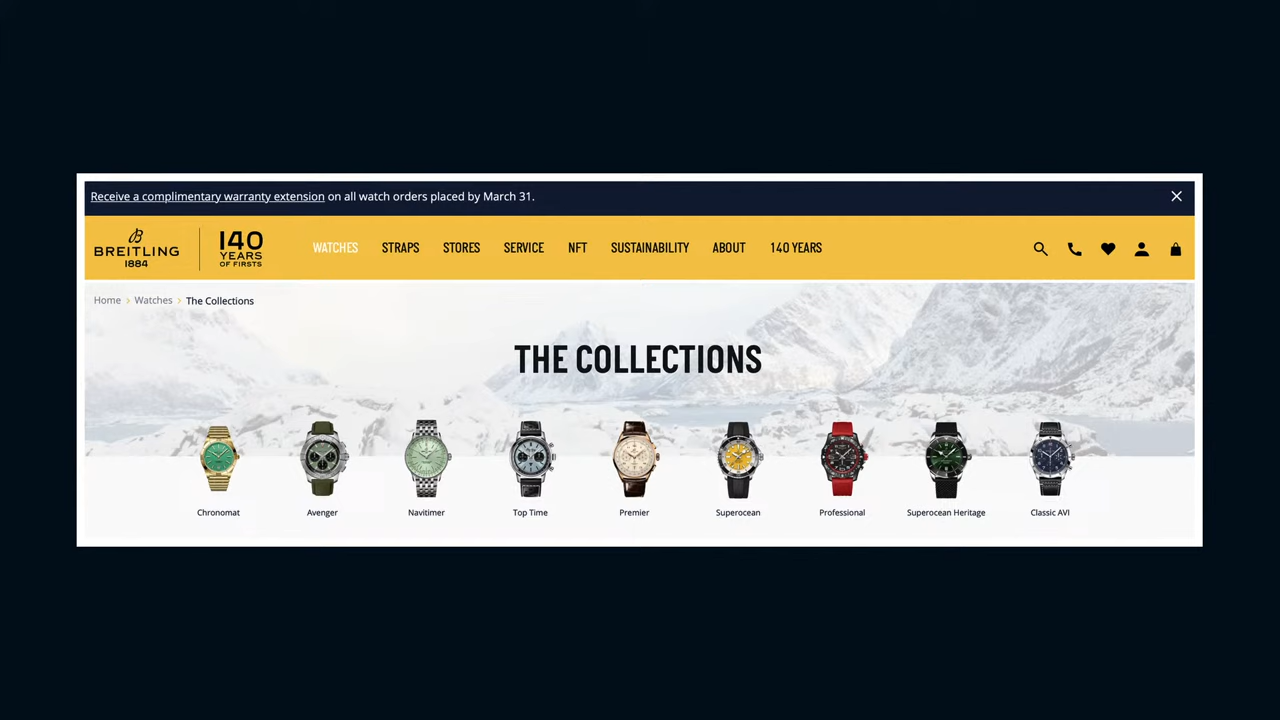 Receive a complimentary warranty extension on all watch orders placed by March 31.
BREITLING
1884
140
YEARS
OF FIRSTS
WATCHES STRAPS STORES SERVICE NFT SUSTAINABILITY ABOUT 140 YEARS
Home > Watches > The Collections
THE COLLECTIONS
Chronomat Avenger Navitimer Top Time Premier Superocean Professional Superocean Heritage Classic AVI